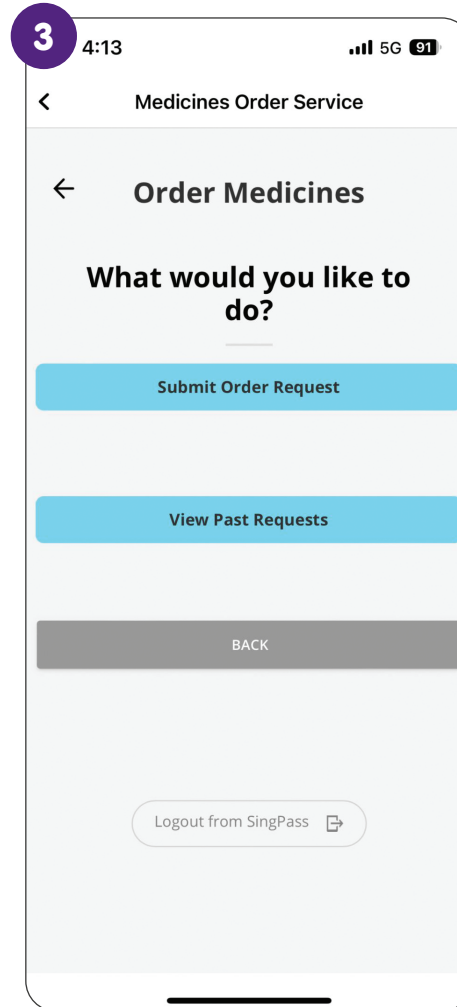 3
4:13
5G 91
Medicines Order Service
Order Medicines
What would you like to
do?
Submit Order Request
View Past Requests
BACK
Logout from SingPass